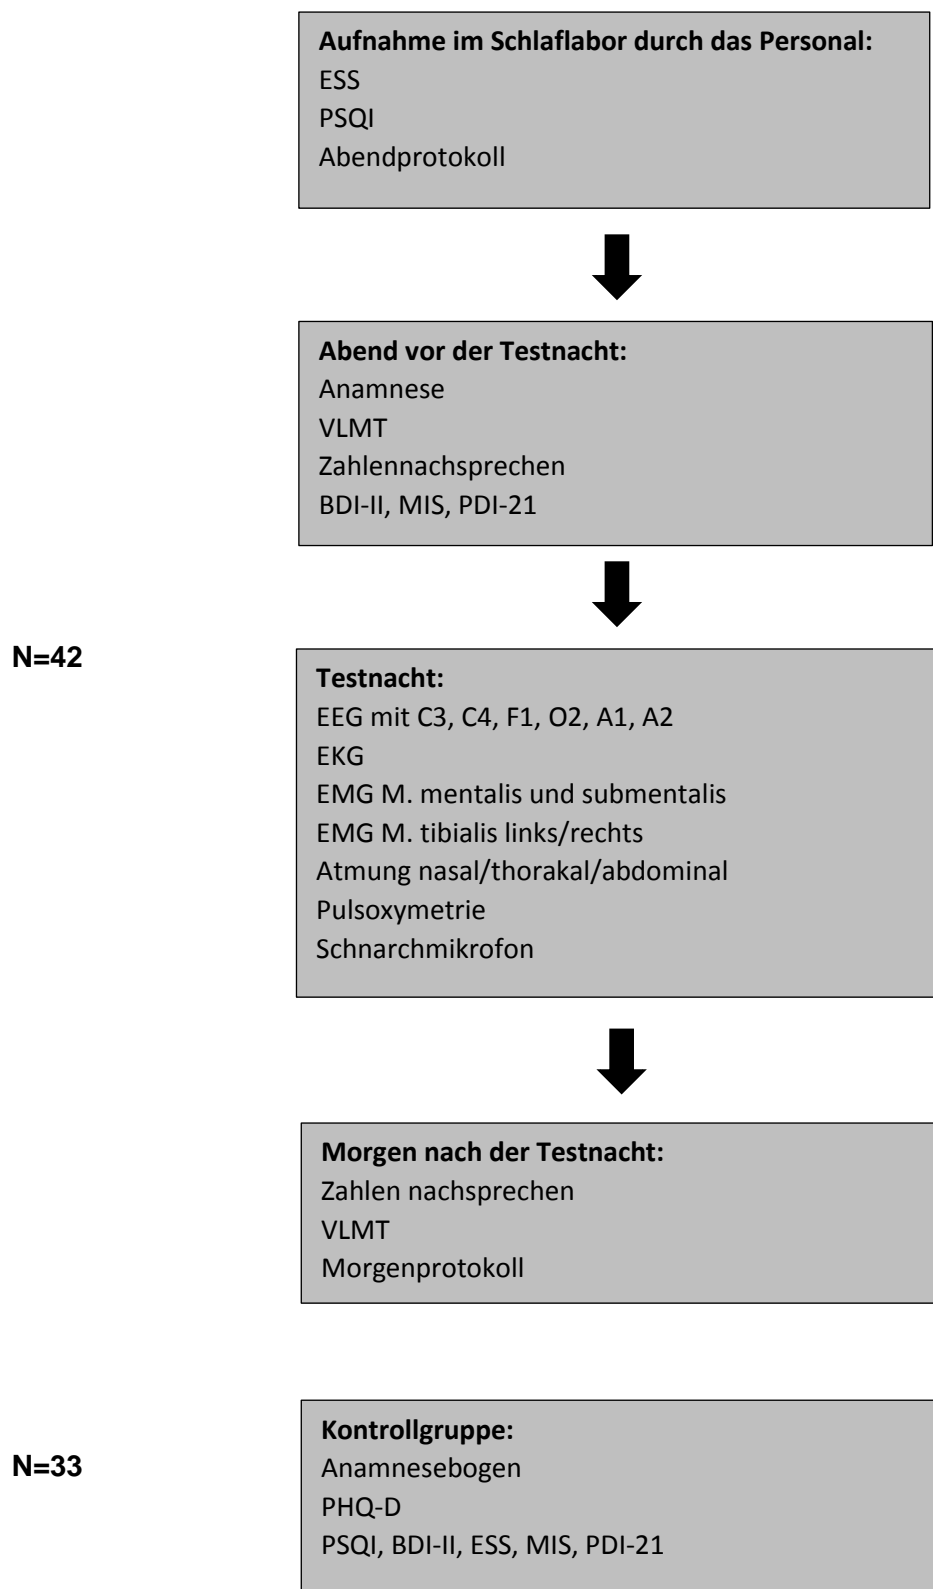 Aufnahme im Schlaflabor durch das Personal:
ESS
PSQI
Abendprotokoll
Abend vor der Testnacht:
Anamnese
VLMT
Zahlennachsprechen
BDI-II, MIS, PDI-21
N=42
Testnacht:
EEG mit C3, C4, F1, O2, A1, A2
EKG
EMG M. mentalis und submentalis
EMG M. tibialis links/rechts
Atmung nasal/thorakal/abdominal
Pulsoxymetrie
Schnarchmikrofon
Morgen nach der Testnacht:
Zahlen nachsprechen
VLMT
Morgenprotokoll
N=33
Kontrollgruppe:
Anamnesebogen
PHQ-D
PSQI, BDI-II, ESS, MIS, PDI-21